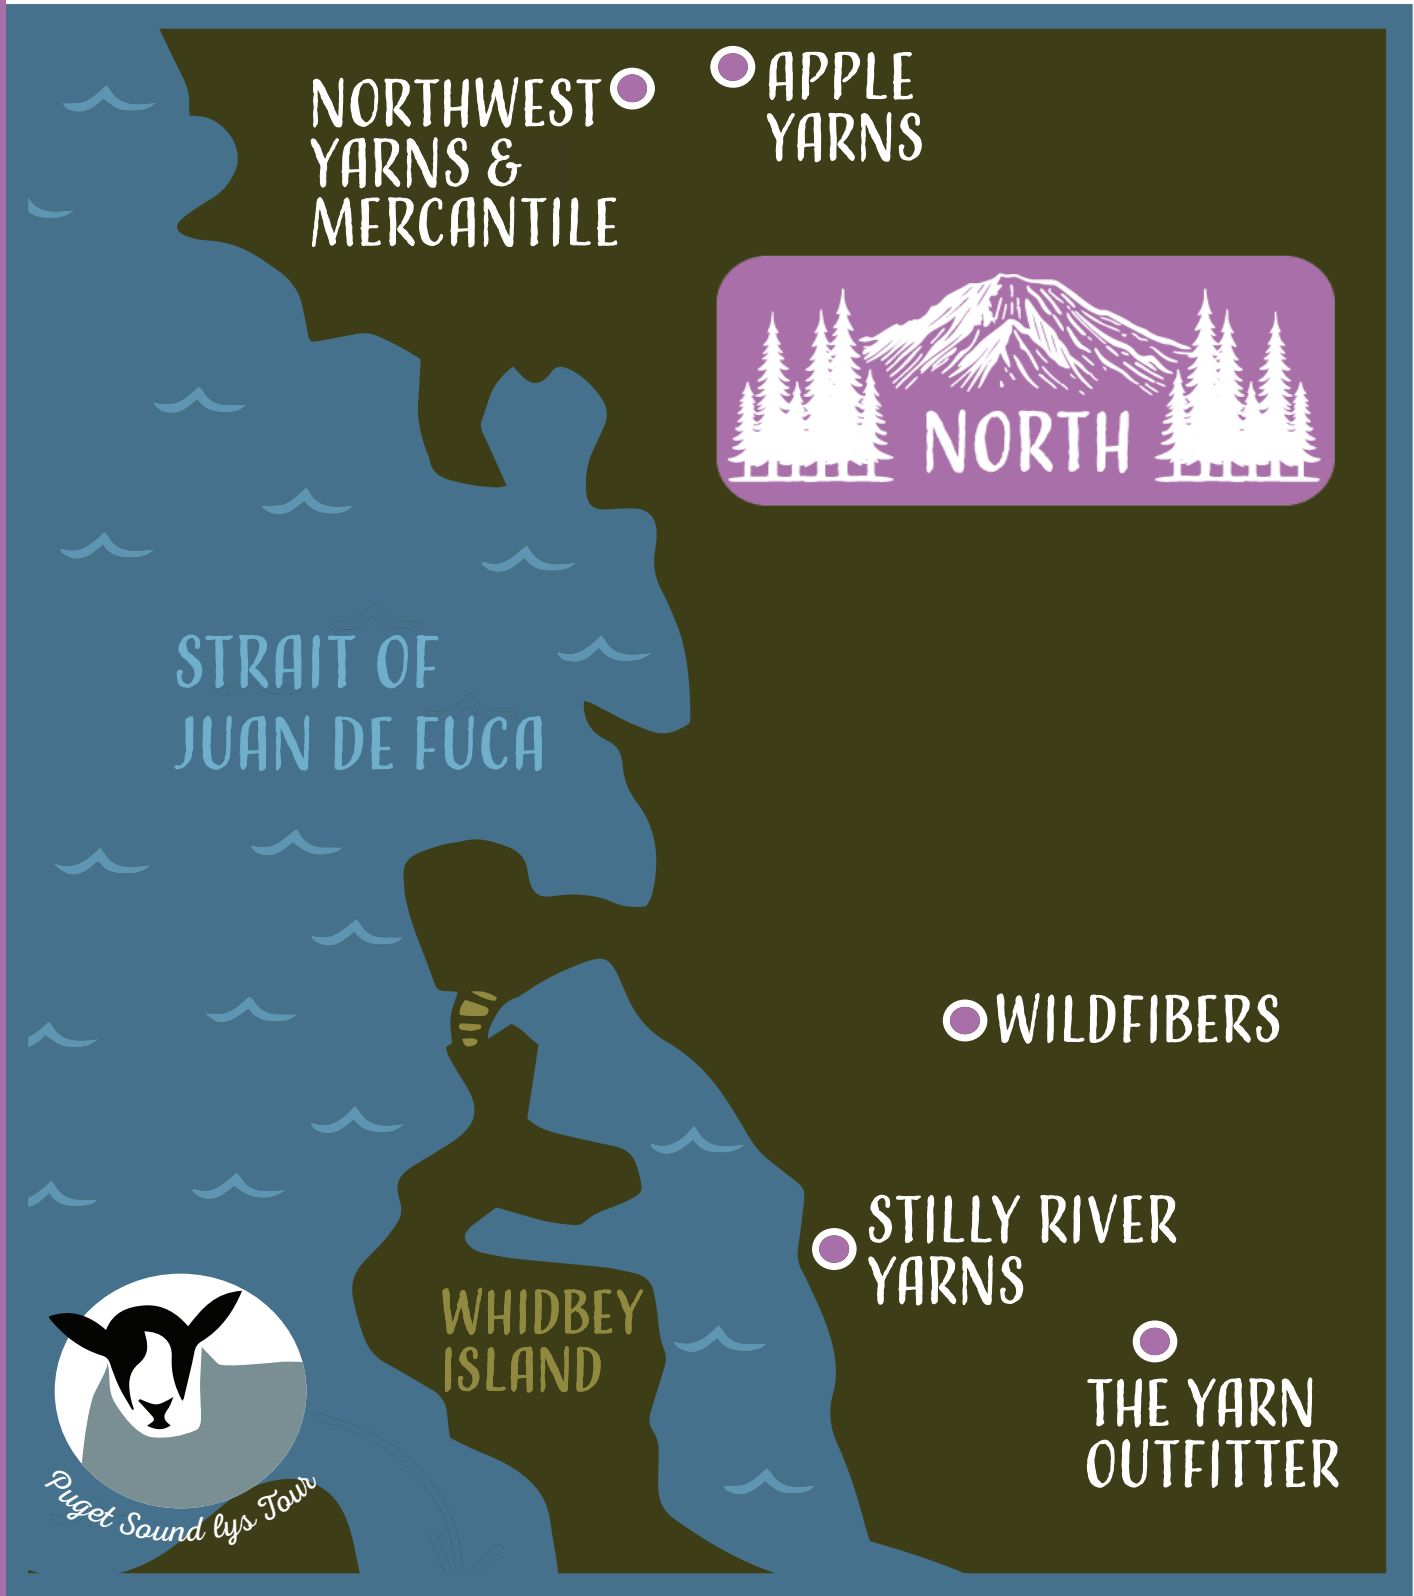 NORTHWEST
YARNS &
MERCANTILE
APPLE
YARNS
NORTH
STRAIT OF
JUAN DE FUCA
WILDFIBERS
STILLY RIVER
YARNS
WHIDBEY
ISLAND
THE YARN
OUTFITTER
Puget Sound lys Tour